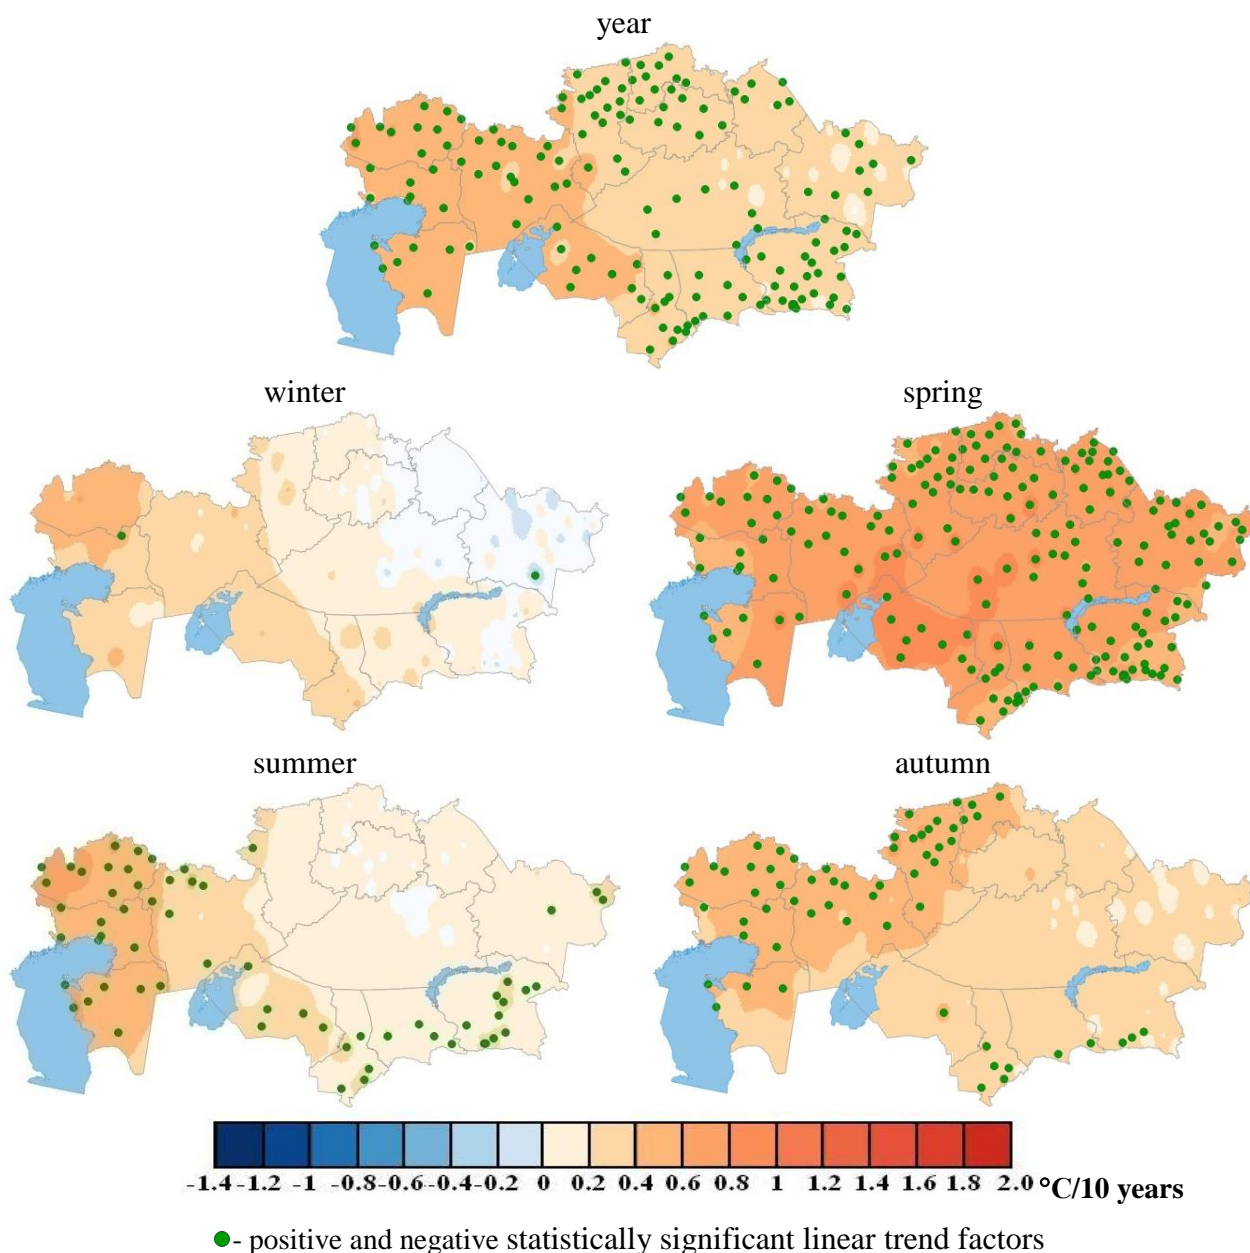 year
winter spring
summer autumn
-1.4 -1.2 -1 -0.8 -0.6 -0.4 -0.2 0 0.2 0.4 0.6 0.8 1 1.2 1.4 1.6 1.8 2.0 °C/10 years
- positive and negative statistically significant linear trend factors